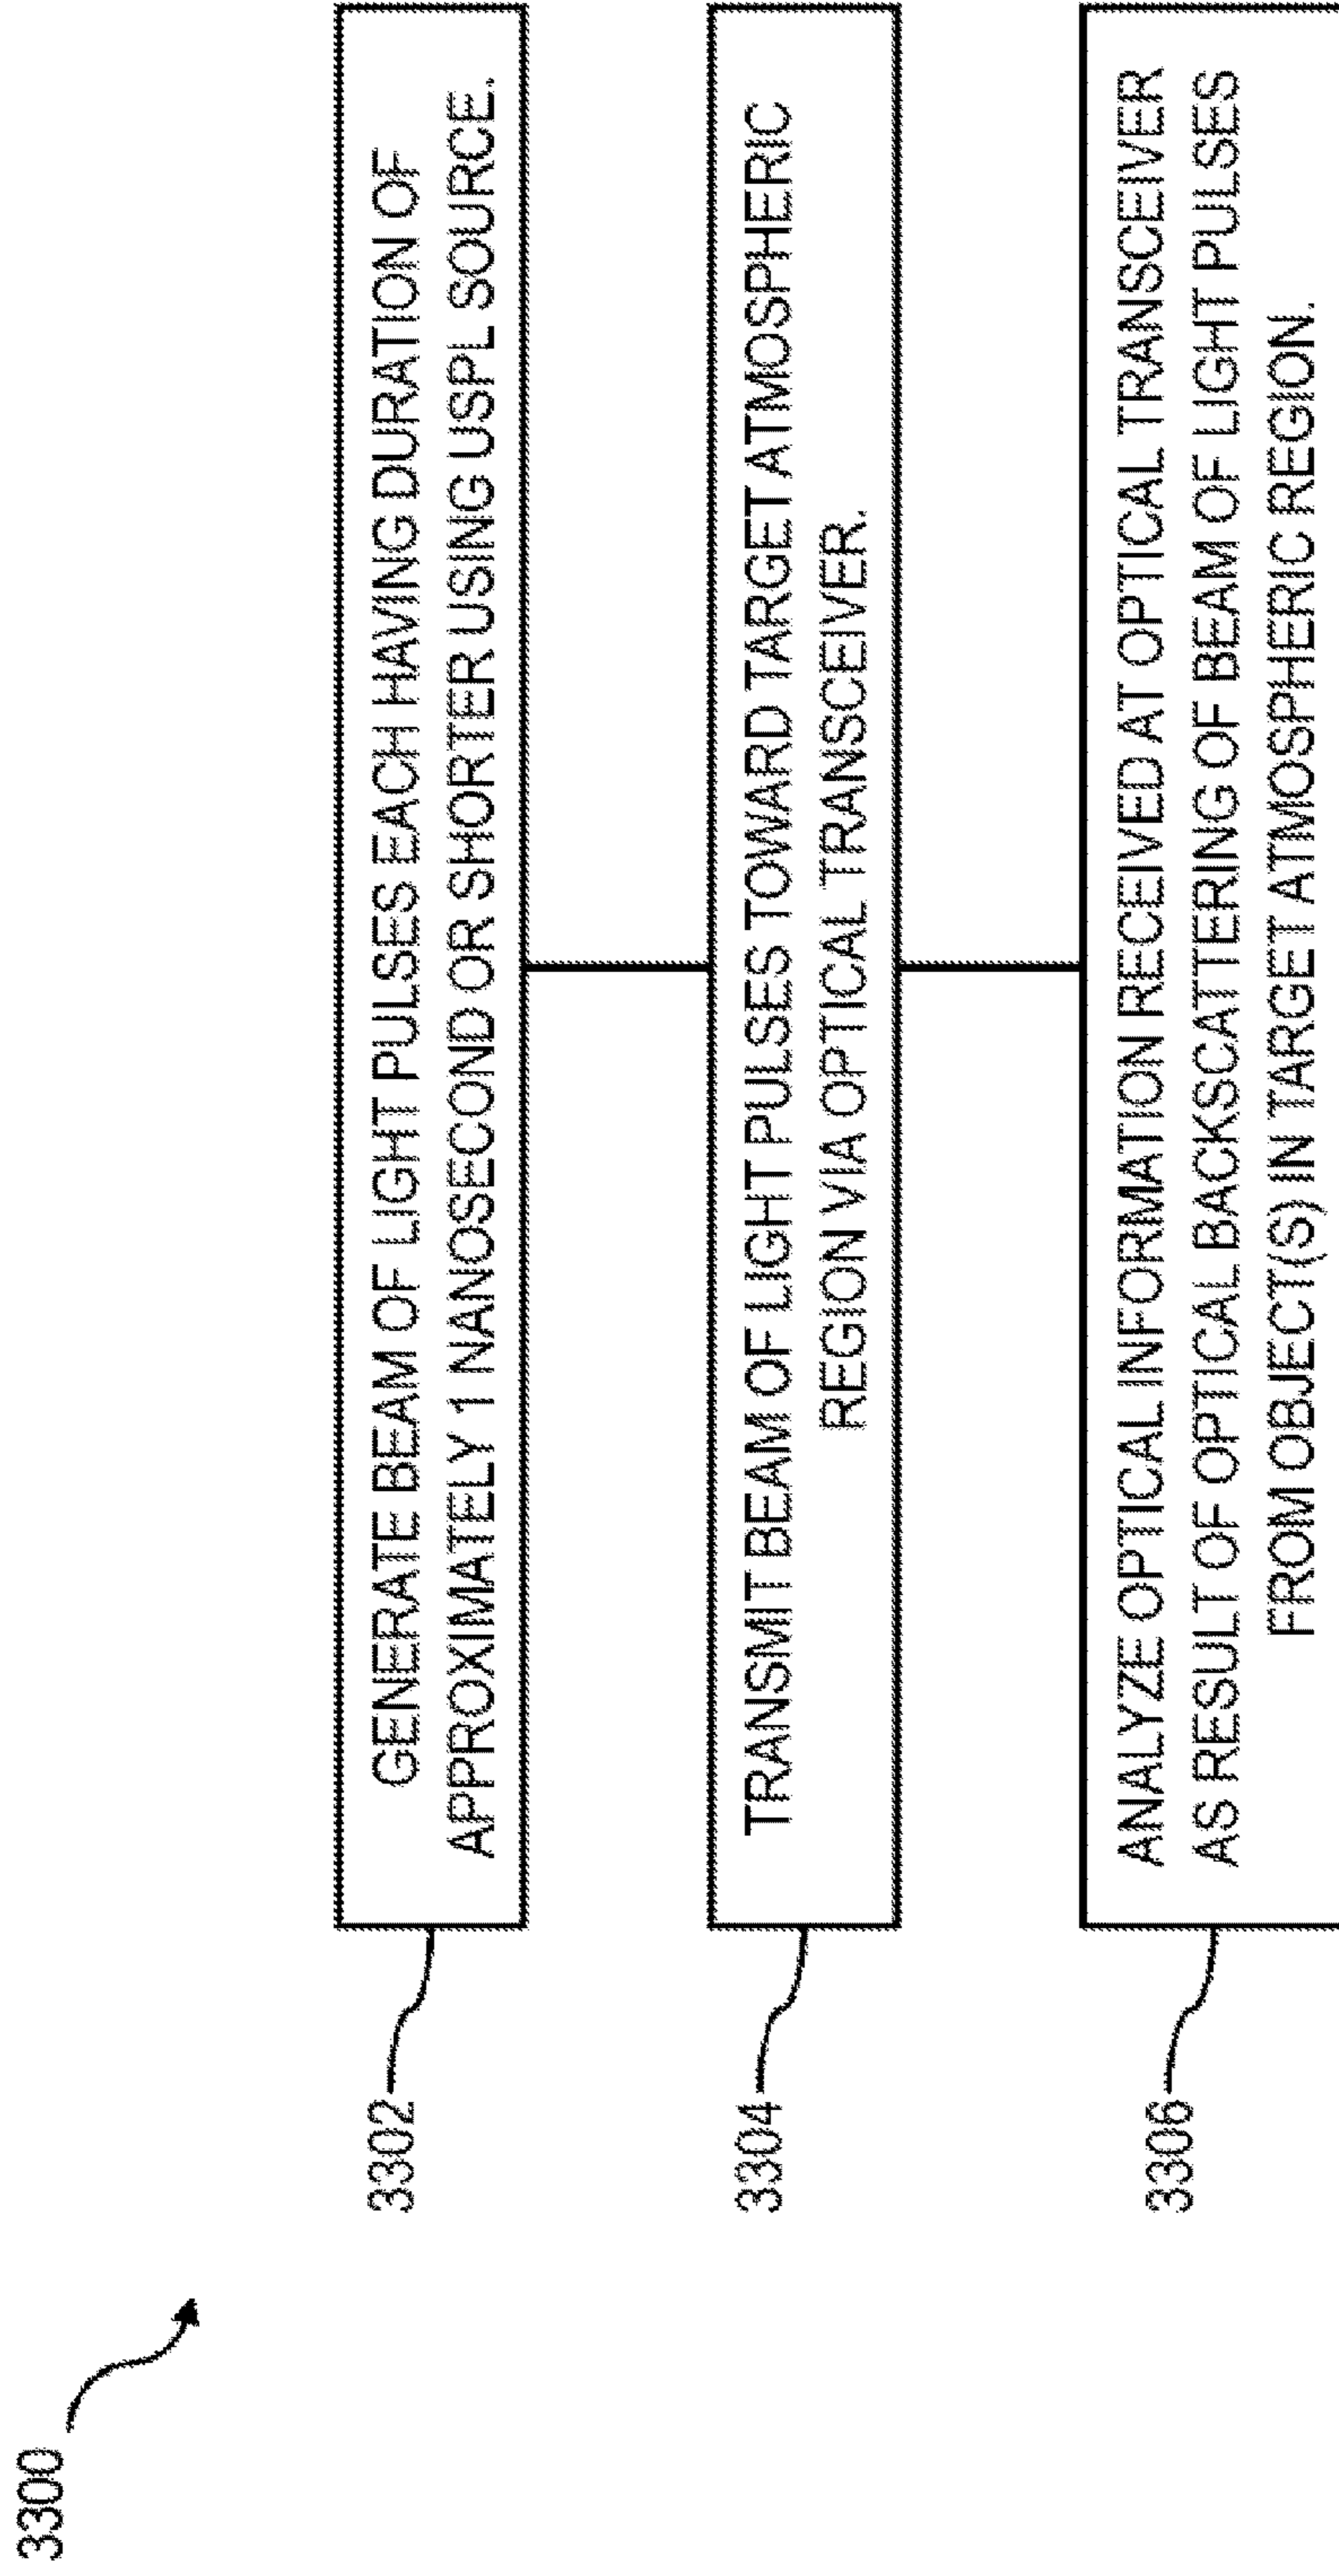 3300
3302
GENERATE BEAM OF LIGHT PULSES EACH HAVING DURATION OF
APPROXIMATELY 1 NANOSECOND OR SHORTER USING USPL SOURCE.
3304
TRANSMIT BEAM OF LIGHT PULSES TOWARD TARGET ATMOSPHERIC
REGION VIA OPTICAL TRANSCEIVER.
3306
ANALYZE OPTICAL INFORMATION RECEIVED AT OPTICAL TRANSCEIVER
AS RESULT OF OPTICAL BACKSCATTERING OF BEAM OF LIGHT PULSES
FROM OBJECT(S) IN TARGET ATMOSPHERIC REGION.